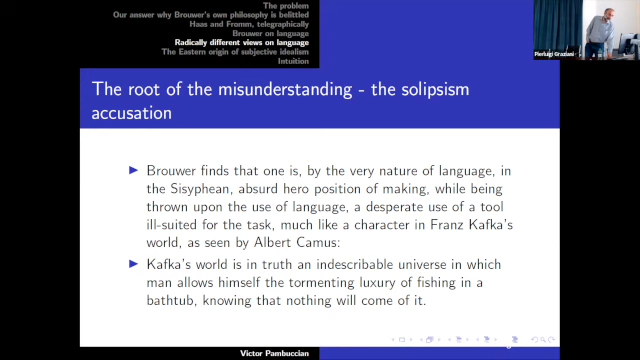 The problem
Our answer why Brouwer's own philosophy is belittled
Haas and Fromm, telegraphically
Brouwer on language
Radically different views on language
The Eastern origin of subjective idealism
Intuition
Pierluigi Graziani
The root of the misunderstanding - the solipsism
accusation
Brouwer finds that one is, by the very nature of language, in
the Sisyphean, absurd hero position of making, while being
thrown upon the use of language, a desperate use of a tool
ill-suited for the task, much like a character in Franz Kafka's
world, as seen by Albert Camus:
Kafka's world is in truth an indescribable universe in which
man allows himself the tormenting luxury of fishing in a
bathtub, knowing that nothing will come of it.
Victor Pambuccian